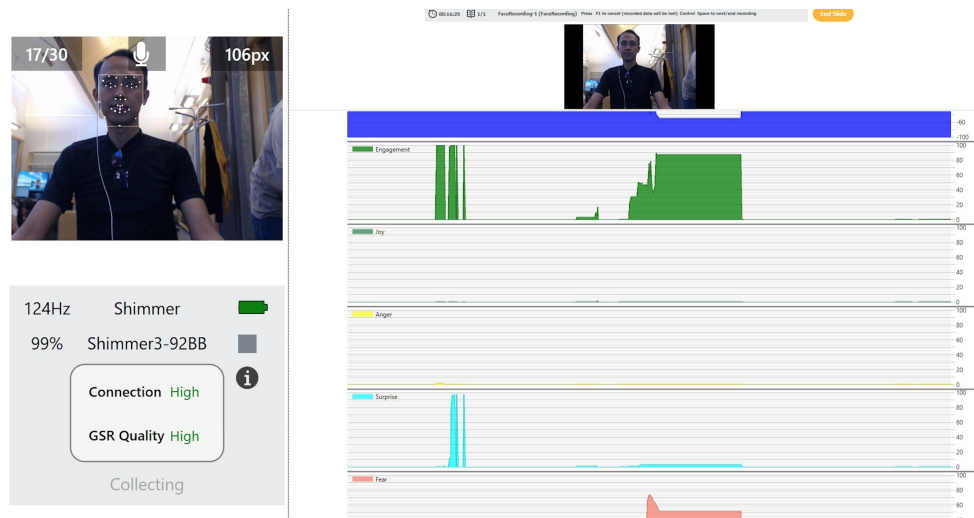 17/30
106px
124Hz Shimmer
99% Shimmer3-92BB
Connection High
GSR Quality High
Collecting
00:16:29 1/1 FaceRecording-1 (FaceRecording) Press F1 to cancel (recorded data will be lost) Control Space to next/end recording
End Slide
-60
-100
Engagement
100
80
60
40
20
0
Joy
100
80
60
40
20
0
Anger
100
80
60
40
20
0
Surprise
100
80
60
40
20
0
Fear
100
80
60